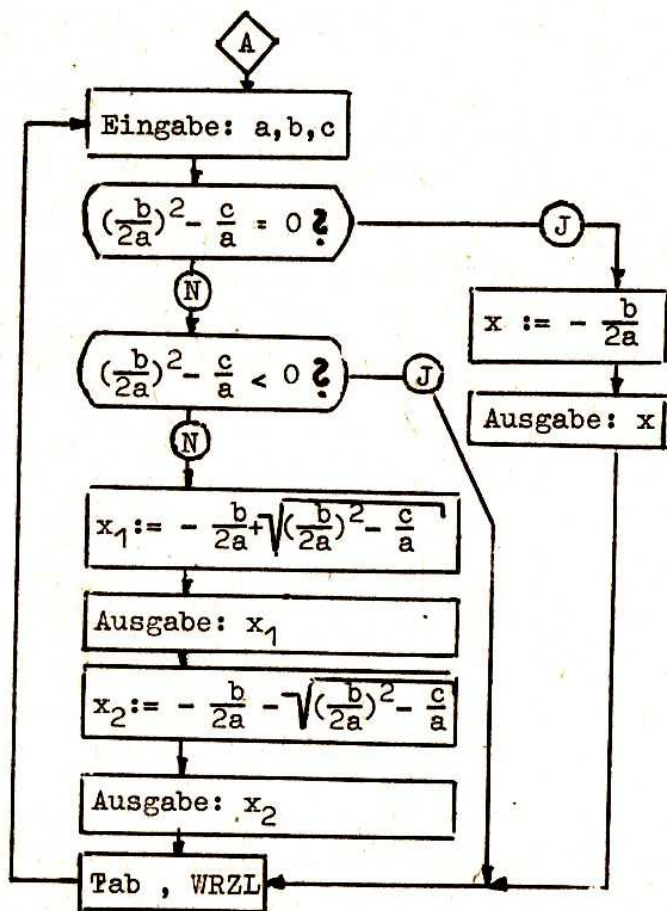 A
Eingabe: a,b,c
(b/2a)² - c/a = 0 ?
J
N
x := - b/2a
(b/2a)² - c/a < 0 ?
J
Ausgabe: x
N
x₁:= - b/2a + √((b/2a)² - c/a)
Ausgabe: x₁
x₂:= - b/2a - √((b/2a)² - c/a)
Ausgabe: x₂
Tab , WRZL